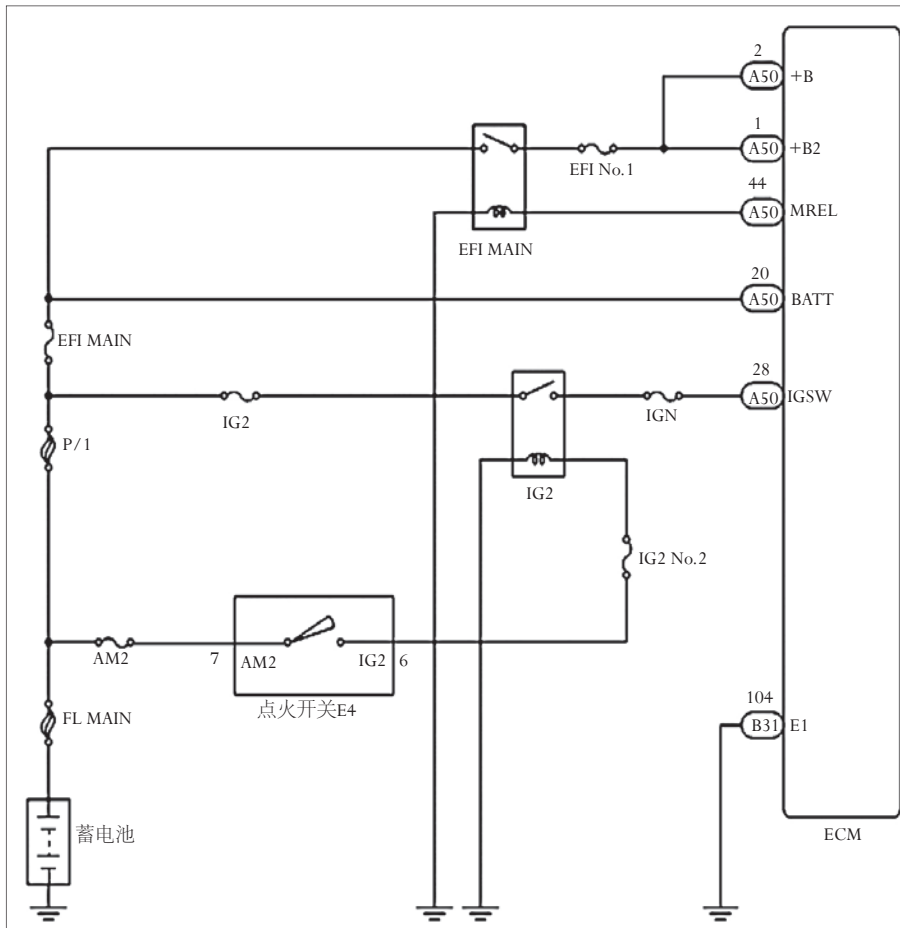 2
A50 +B
1
A50 +B2
EFI No.1
44
A50 MREL
EFI MAIN
20
A50 BATT
EFI MAIN
28
A50 IGSW
IG2
IGN
P/1
IG2
IG2 No.2
AM2
7
AM2
IG2
6
点火开关E4
FL MAIN
104
B31 E1
蓄电池
ECM